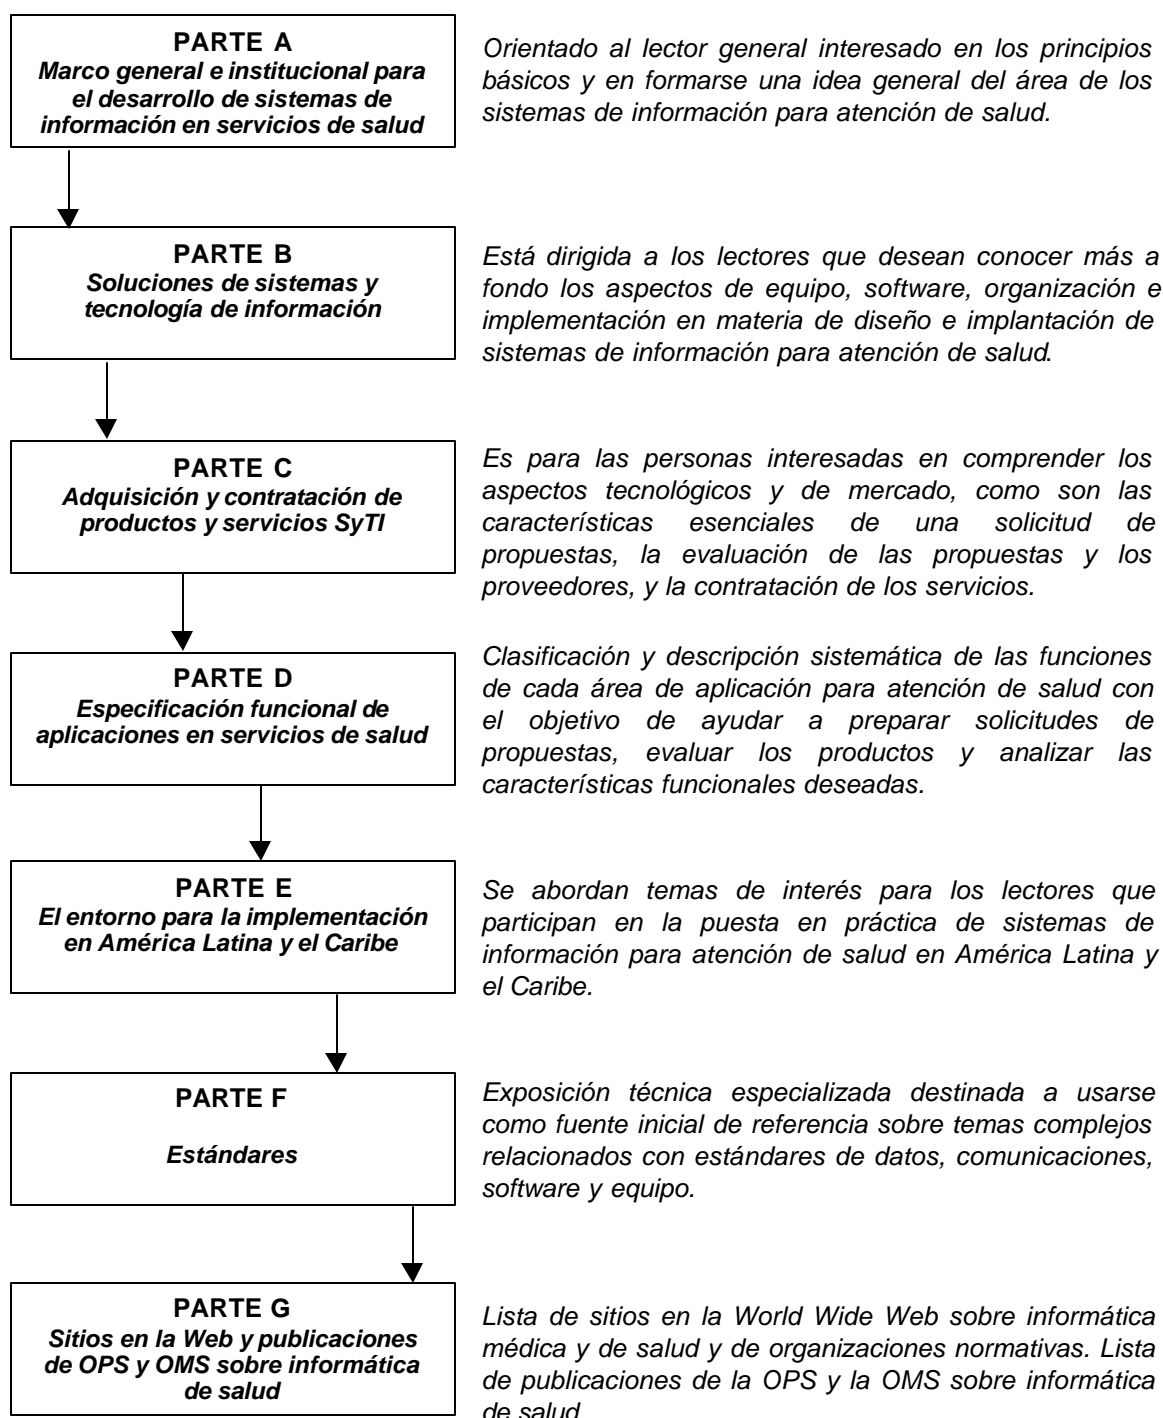 PARTE A
Marco general e institucional para
el desarrollo de sistemas de
información en servicios de salud
Orientado al lector general interesado en los principios
básicos y en formarse una idea general del área de los
sistemas de información para atención de salud.
PARTE B
Soluciones de sistemas y
tecnología de información
Está dirigida a los lectores que desean conocer más a
fondo los aspectos de equipo, software, organización e
implementación en materia de diseño e implantación de
sistemas de información para atención de salud.
PARTE C
Adquisición y contratación de
productos y servicios SyTI
Es para las personas interesadas en comprender los
aspectos tecnológicos y de mercado, como son las
características esenciales de una solicitud de
propuestas, la evaluación de las propuestas y los
proveedores, y la contratación de los servicios.
PARTE D
Especificación funcional de
aplicaciones en servicios de salud
Clasificación y descripción sistemática de las funciones
de cada área de aplicación para atención de salud con
el objetivo de ayudar a preparar solicitudes de
propuestas, evaluar los productos y analizar las
características funcionales deseadas.
PARTE E
El entorno para la implementación
en América Latina y el Caribe
Se abordan temas de interés para los lectores que
participan en la puesta en práctica de sistemas de
información para atención de salud en América Latina y
el Caribe.
PARTE F
Estándares
Exposición técnica especializada destinada a usarse
como fuente inicial de referencia sobre temas complejos
relacionados con estándares de datos, comunicaciones,
software y equipo.
PARTE G
Sitios en la Web y publicaciones
de OPS y OMS sobre informática
de salud
Lista de sitios en la World Wide Web sobre informática
médica y de salud y de organizaciones normativas. Lista
de publicaciones de la OPS y la OMS sobre informática
de salud